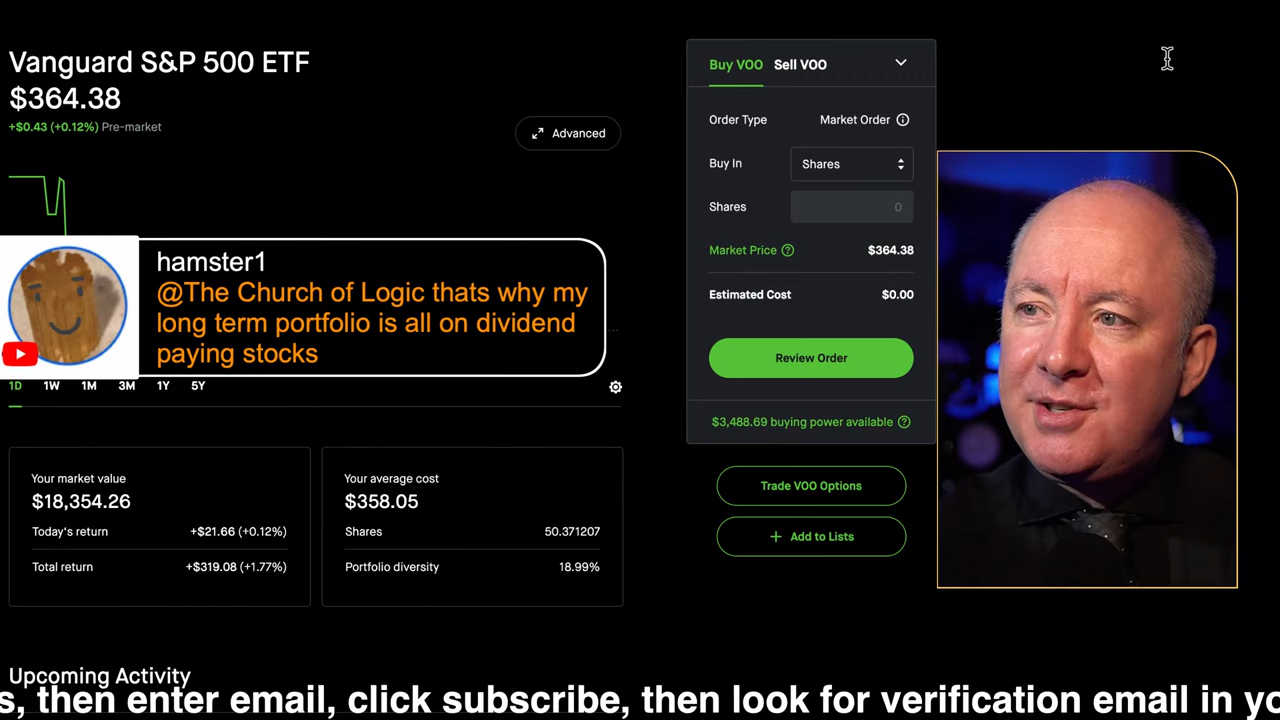 Vanguard S&P 500 ETF
$364.38
+$0.43 (+0.12%) Pre-market
Advanced
hamster1
@The Church of Logic thats why my
long term portfolio is all on dividend
paying stocks
1D 1W 1M 3M 1Y 5Y
Your market value
$18,354.26
Today's return +$21.66 (+0.12%)
Total return +$319.08 (+1.77%)
Your average cost
$358.05
Shares 50.371207
Portfolio diversity 18.99%
Buy VOO Sell VOO
Order Type Market Order
Buy In Shares
Shares 0
Market Price $364.38
Estimated Cost $0.00
Review Order
$3,488.69 buying power available
Trade VOO Options
+ Add to Lists
Upcoming Activity
s, then enter email, click subscribe, then look for verification email in yo